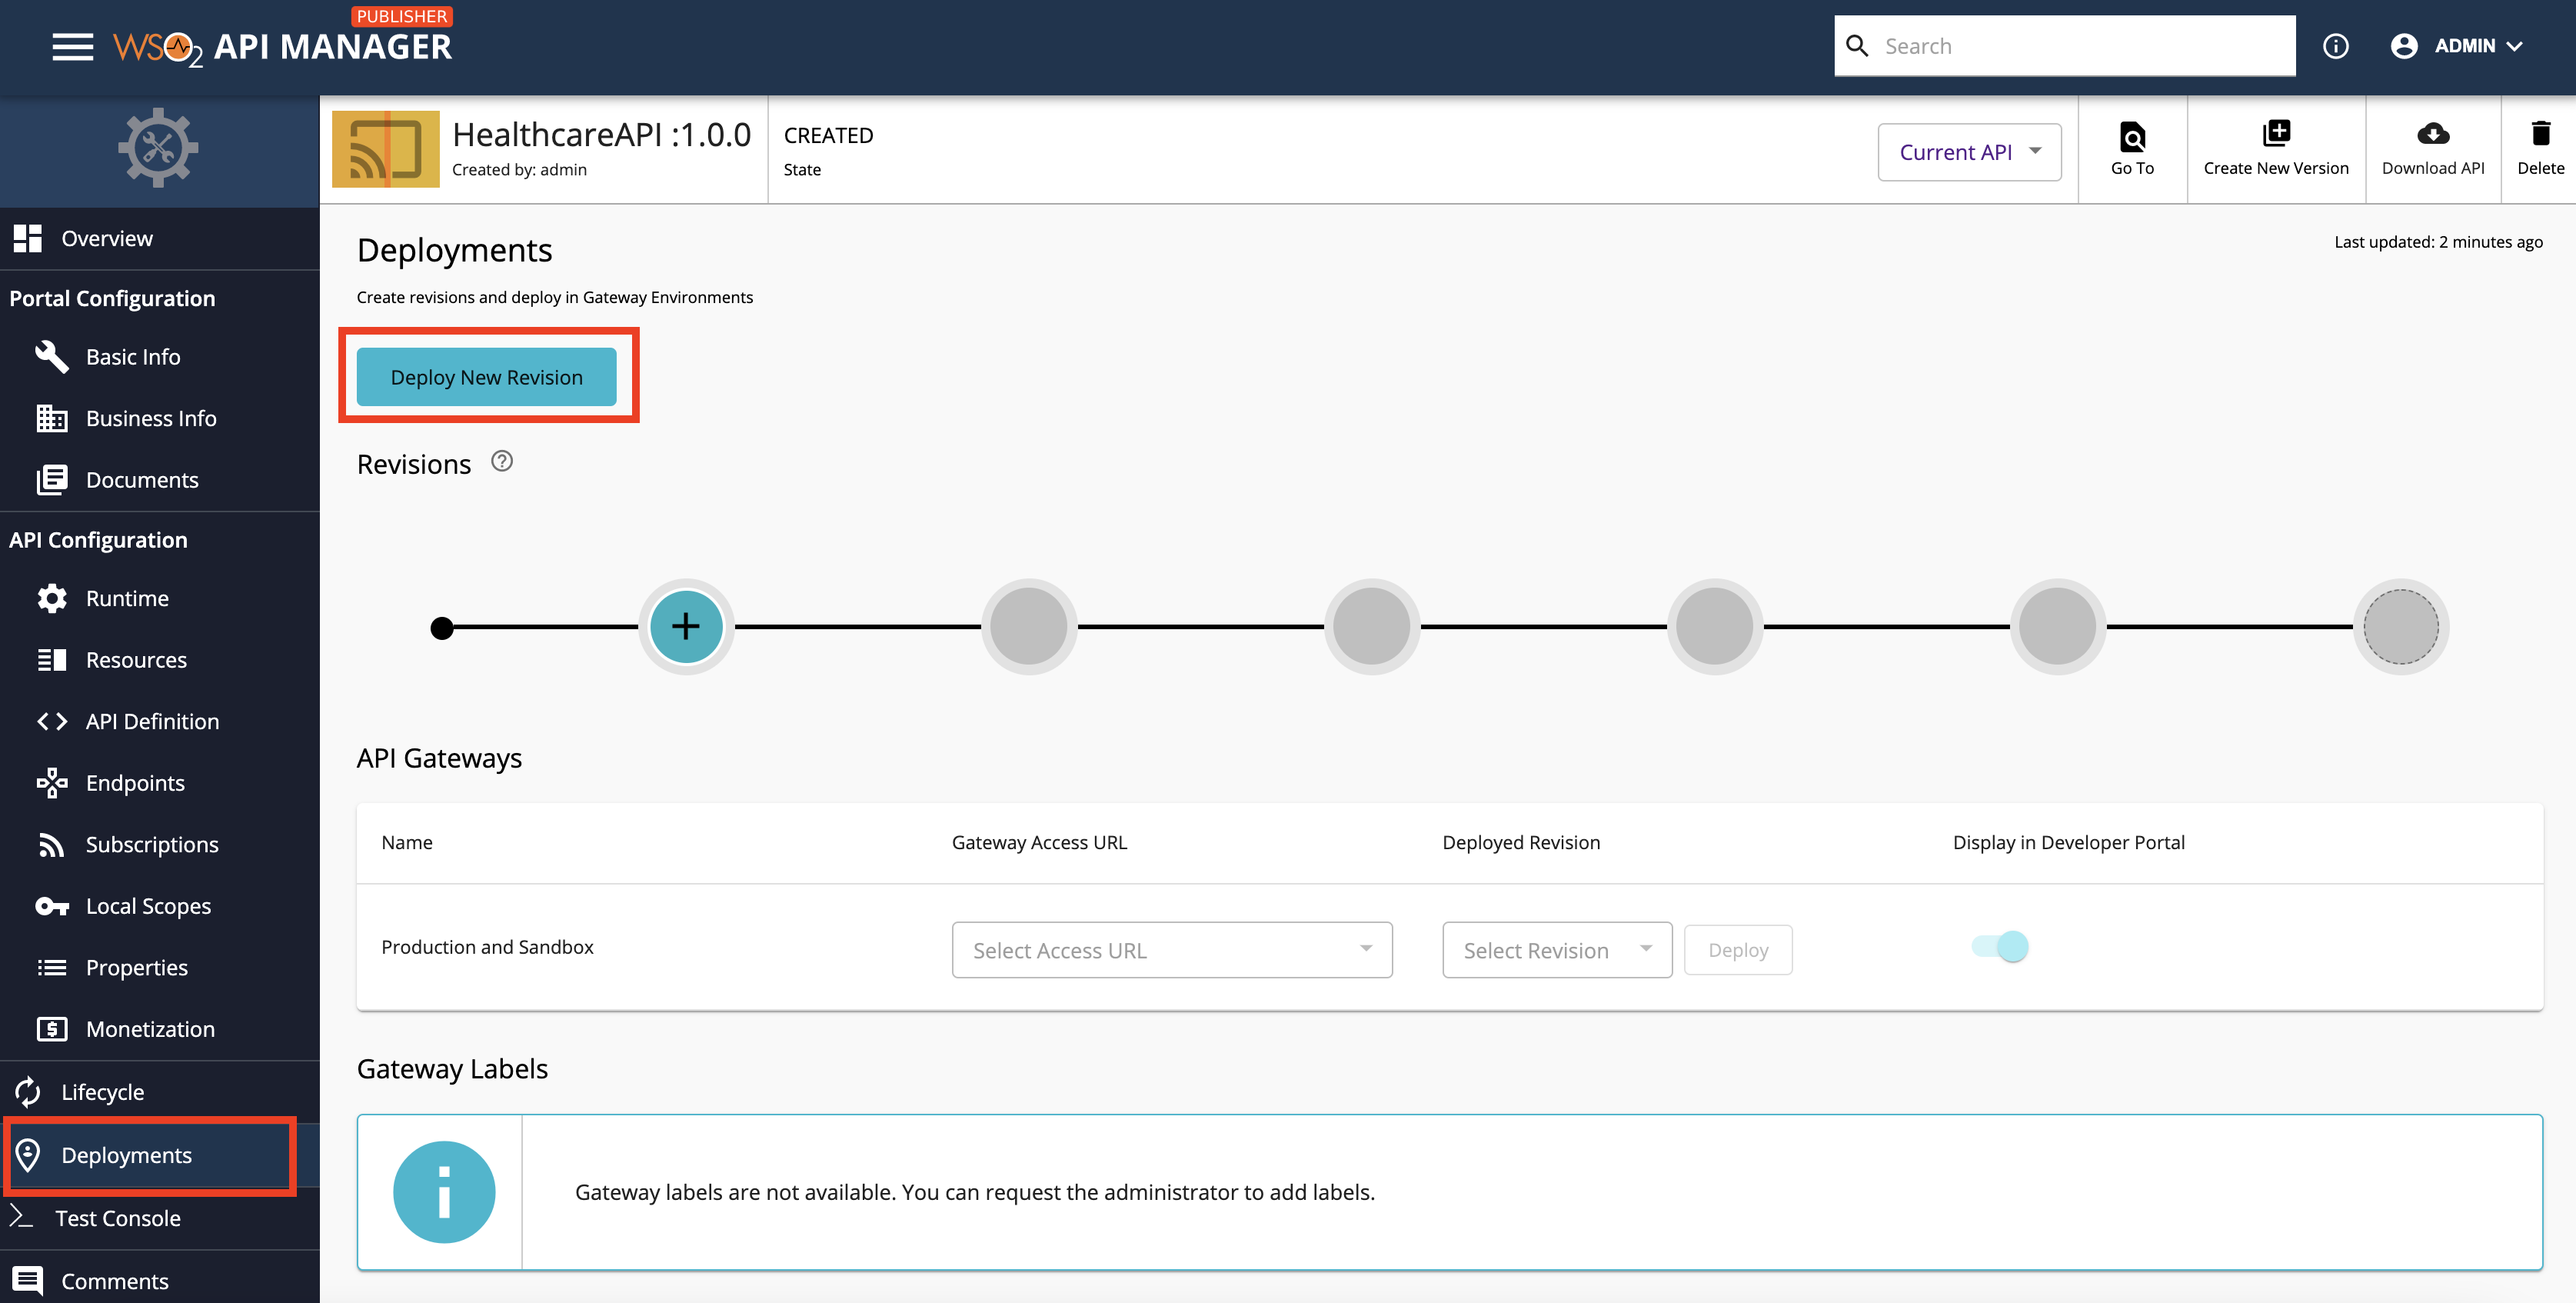 PUBLISHER
WSO2 API MANAGER
Search
ADMIN
HealthcareAPI :1.0.0
Created by: admin
CREATED
State
Current API
Go To
Create New Version
Download API
Delete
Overview
Portal Configuration
Basic Info
Business Info
Documents
API Configuration
Runtime
Resources
API Definition
Endpoints
Subscriptions
Local Scopes
Properties
Monetization
Lifecycle
Deployments
Test Console
Comments
Deployments
Last updated: 2 minutes ago
Create revisions and deploy in Gateway Environments
Deploy New Revision
Revisions
API Gateways
Name Gateway Access URL Deployed Revision Display in Developer Portal
Production and Sandbox Select Access URL Select Revision Deploy
Gateway Labels
Gateway labels are not available. You can request the administrator to add labels.